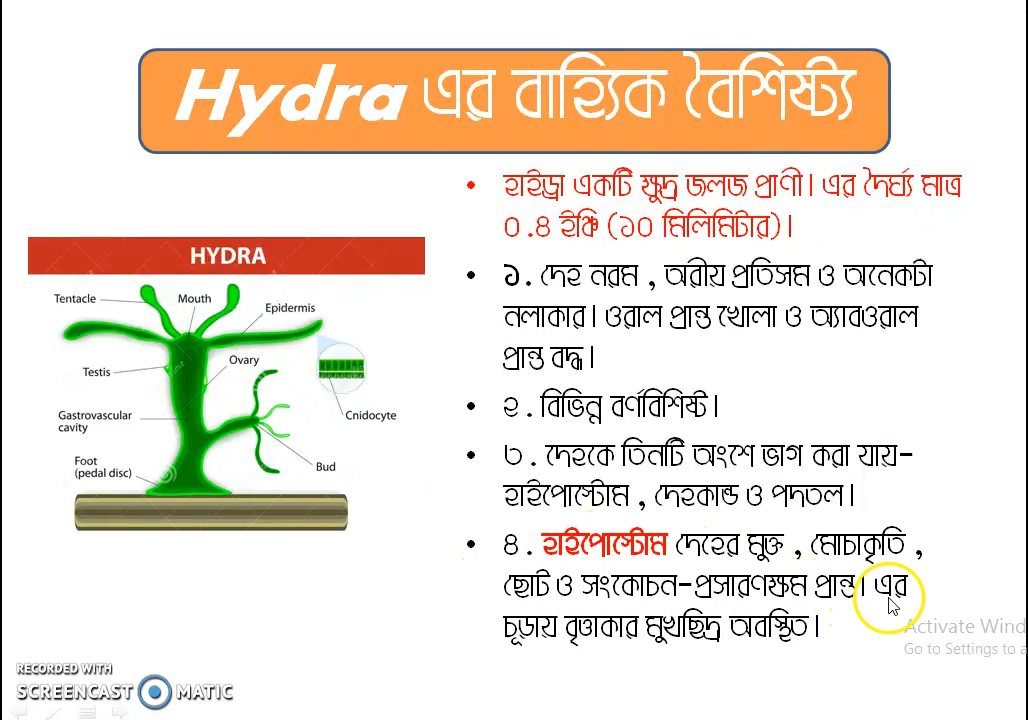 Hydra এর বাহ্যিক বৈশিষ্ট্য
• হাইড্রা একটি ক্ষুদ্র জলজ প্রাণী। এর দৈর্ঘ্য মাত্র
০.৪ ইঞ্চি (১০ মিলিমিটার)।
• ১. দেহ নরম , অরীয় প্রতিসম ও অনেকটা
নলাকার। ওরাল প্রান্ত খোলা ও অ্যাবওরাল
প্রান্ত বদ্ধ।
• ২. বিভিন্ন বর্ণবিশিষ্ট।
• ৩. দেহকে তিনটি অংশে ভাগ করা যায়-
হাইপোস্টোম , দেহকান্ড ও পদতল।
• ৪. হাইপোস্টোম দেহের মুক্ত , মোচাকৃতি ,
ছোট ও সংকোচন-প্রসারণক্ষম প্রান্ত। এর
চূড়ায় বৃত্তাকার মুখছিদ্র অবস্থিত।
HYDRA
Tentacle
Mouth
Epidermis
Ovary
Testis
Gastrovascular
cavity
Cnidocyte
Foot
(pedal disc)
Bud
Activate Wind
Go to Settings to a
RECORDED WITH
SCREENCAST MATIC